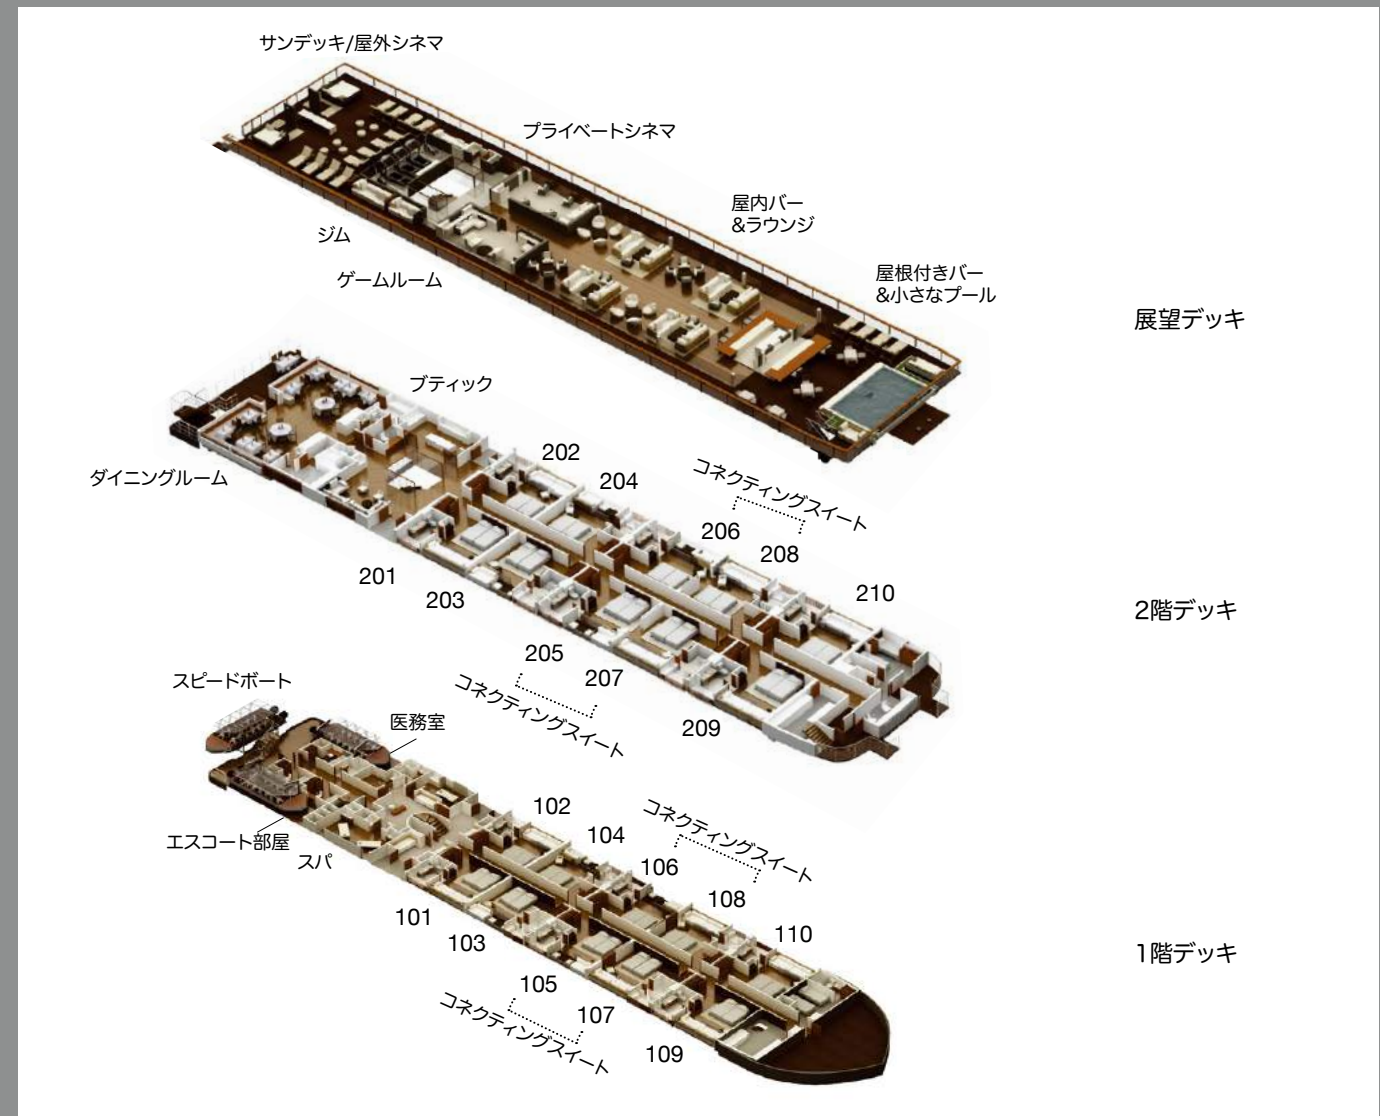 サンデッキ/屋外シネマ
プライベートシネマ
屋内バー
&ラウンジ
屋根付きバー
&小さなプール
ジム
ゲームルーム
展望デッキ
ブティック
ダイニングルーム
202
204
コネクティングスイート
206
208
210
201
203
205
207
コネクティングスイート
209
2階デッキ
スピードボート
医務室
エスコート部屋
スパ
102
104
コネクティングスイート
106
108
110
101
103
105
107
コネクティングスイート
109
1階デッキ